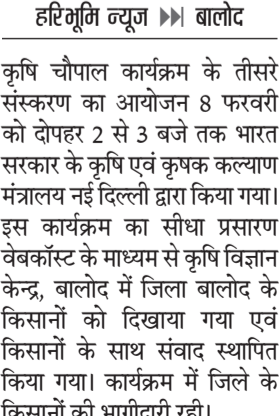 हरिभूमि न्यूज ▶▶| बालोद
कृषि चौपाल कार्यक्रम के तीसरे
संस्करण का आयोजन 8 फरवरी
को दोपहर 2 से 3 बजे तक भारत
सरकार के कृषि एवं कृषक कल्याण
मंत्रालय नई दिल्ली द्वारा किया गया।
इस कार्यक्रम का सीधा प्रसारण
वेबकॉस्ट के माध्यम से कृषि विज्ञान
केन्द्र, बालोद में जिला बालोद के
किसानों को दिखाया गया एवं
किसानों के साथ संवाद स्थापित
किया गया। कार्यक्रम में जिले के
किसानों की भागीदारी रही।